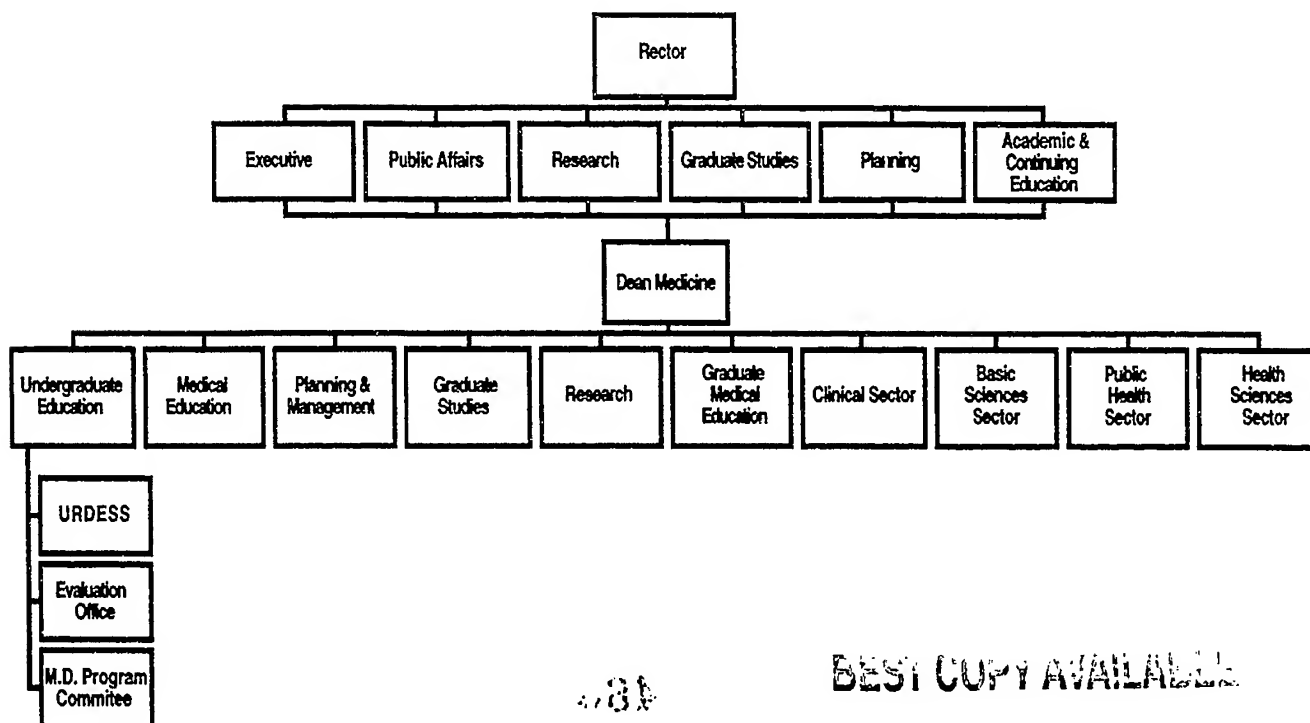 Rector
Executive
Public Affairs
Research
Graduate Studies
Planning
Academic &
Continuing
Education
Dean Medicine
Undergraduate
Education
Medical
Education
Planning &
Management
Graduate
Studies
Research
Graduate
Medical
Education
Clinical Sector
Basic
Sciences
Sector
Public
Health
Sector
Health
Sciences
Sector
URDESS
Evaluation
Office
M.D. Program
Commitee
BEST COPY AVAILABLE